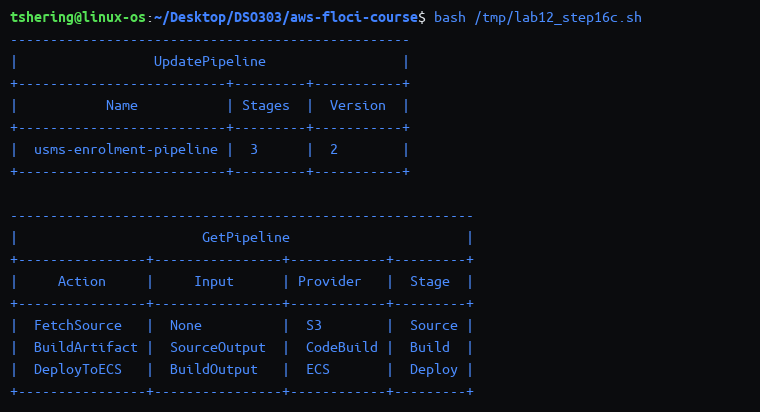 tshering@linux-os:~/Desktop/DSO303/aws-floci-course$ bash /tmp/lab12_step16c.sh
--------------------------------------------------
|                 UpdatePipeline                 |
+--------------------------+---------+-----------+
|           Name           | Stages  |  Version  |
+--------------------------+---------+-----------+
|  usms-enrolment-pipeline |  3      |  2        |
+--------------------------+---------+-----------+

----------------------------------------------------------
|                       GetPipeline                      |
+----------------+----------------+------------+---------+
|     Action     |     Input      | Provider   |  Stage  |
+----------------+----------------+------------+---------+
|  FetchSource   |  None          |  S3        |  Source |
|  BuildArtifact |  SourceOutput  |  CodeBuild |  Build  |
|  DeployToECS   |  BuildOutput   |  ECS       |  Deploy |
+----------------+----------------+------------+---------+